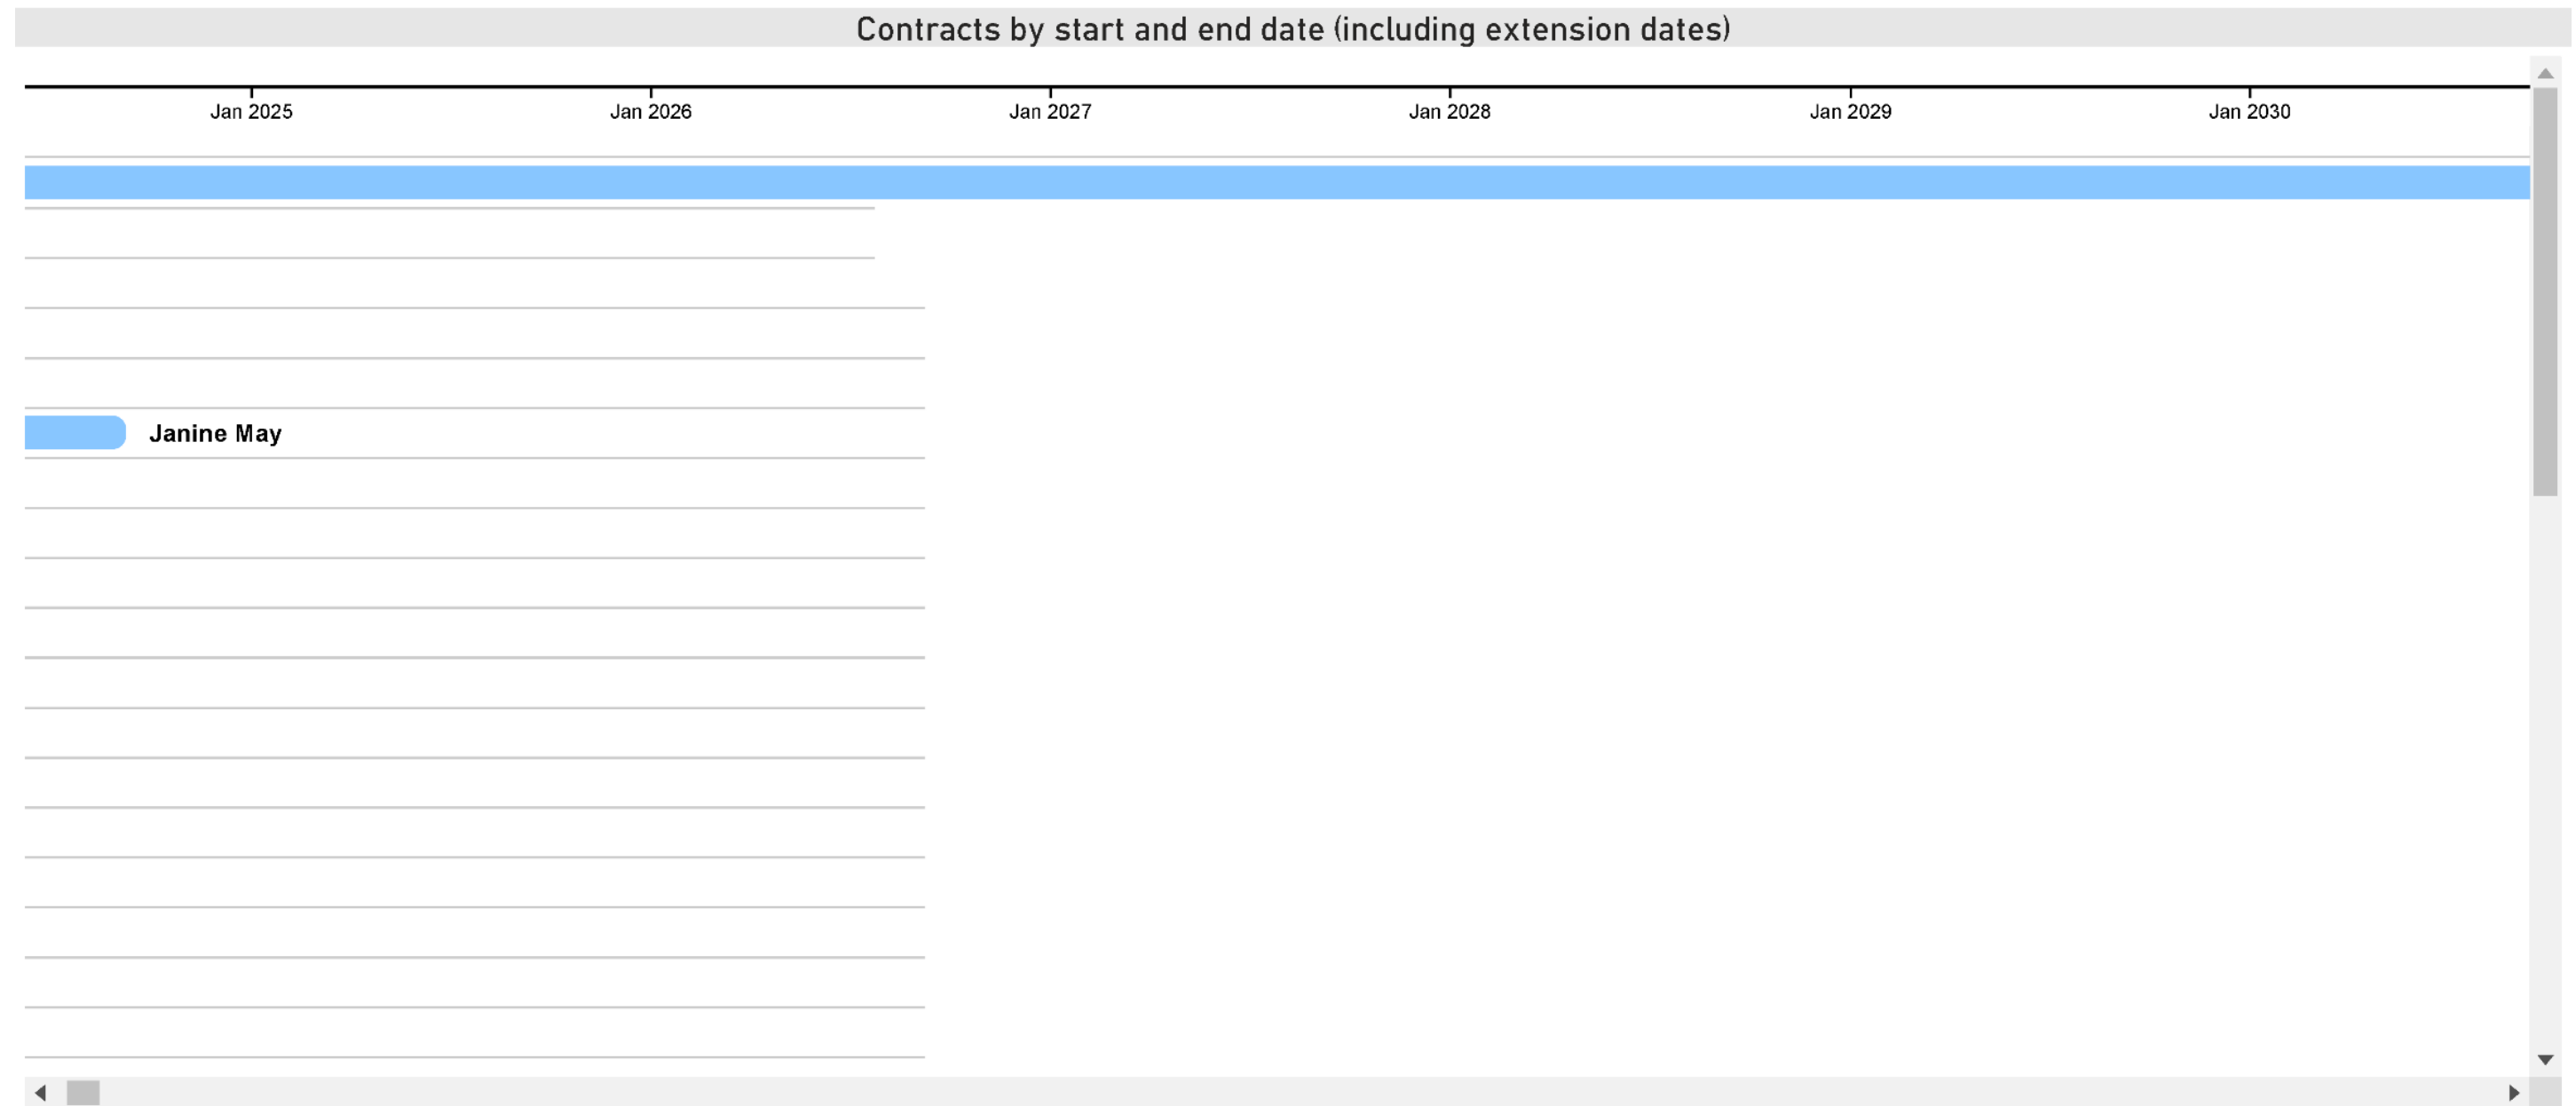 Contracts by start and end date (including extension dates)
Jan 2025 Jan 2026 Jan 2027 Jan 2028 Jan 2029 Jan 2030
Janine May